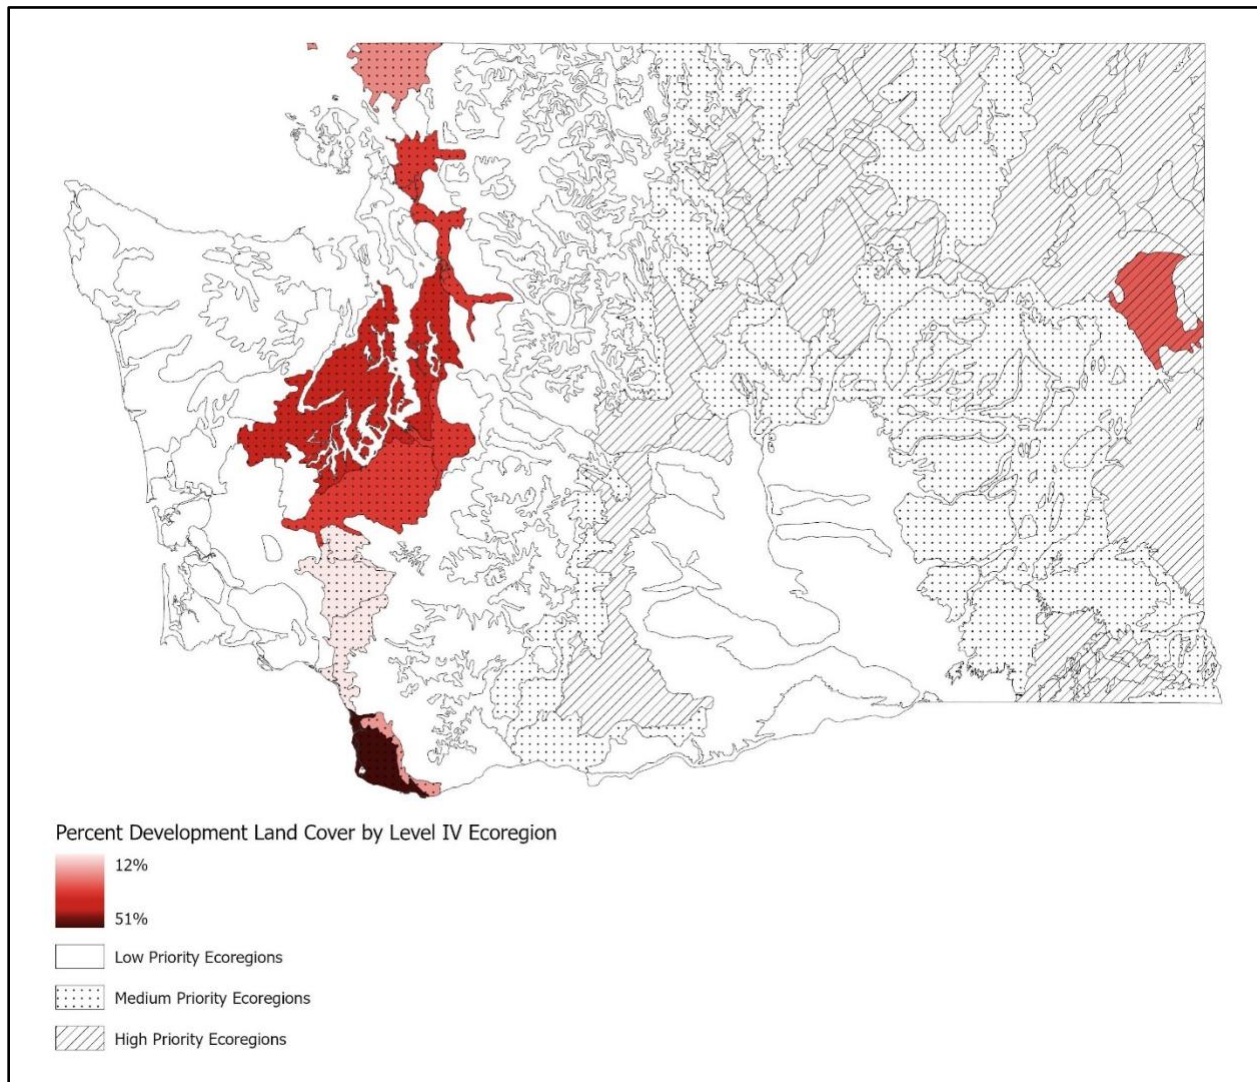 Percent Development Land Cover by Level IV Ecoregion
12%
51%
Low Priority Ecoregions
Medium Priority Ecoregions
High Priority Ecoregions